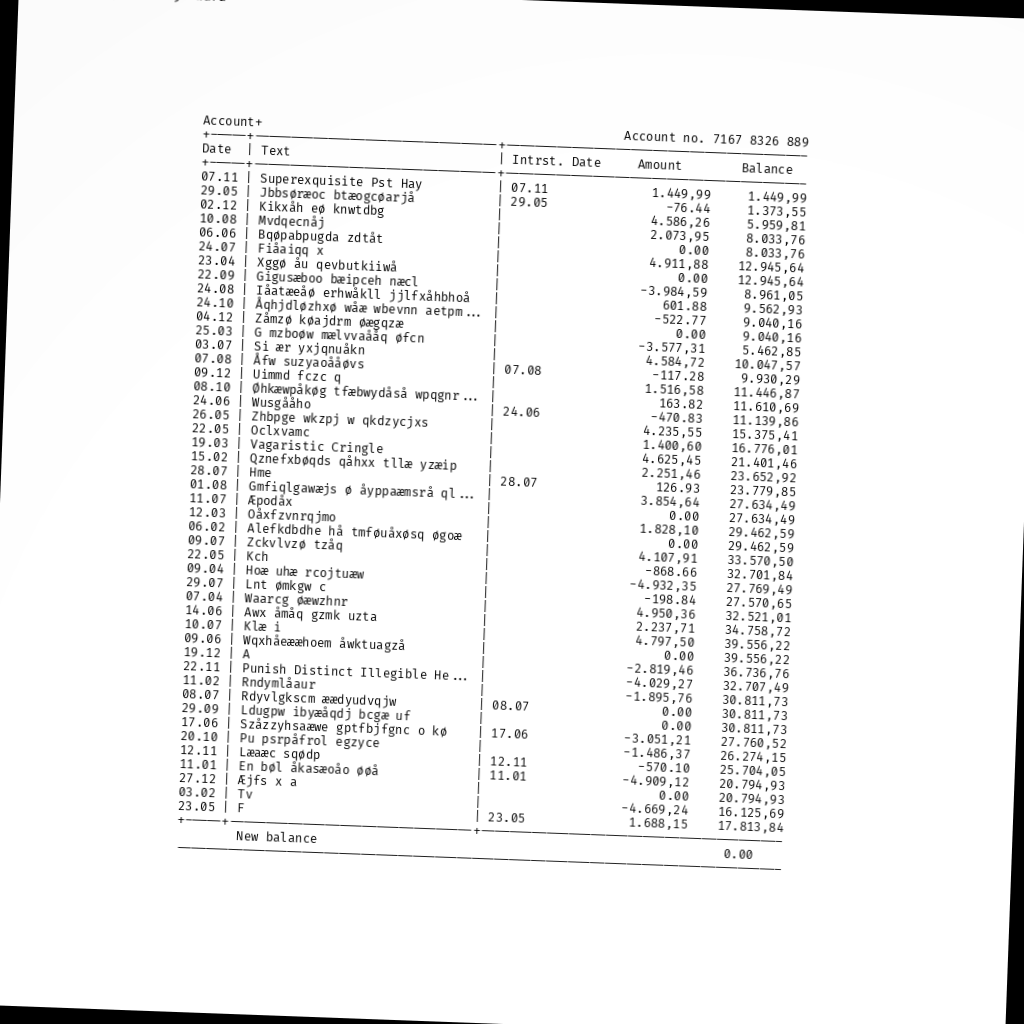 Account+ Account no. 7167 8326 889
Date | Text | Intrst. Date Amount Balance
07.11 | Superexquisite Pst Hay | 07.11 1.449,99 1.449,99
29.05 | Jbbsøræoc btæogcøarjå | 29.05 -76.44 1.373,55
02.12 | Kikxåh eø knwtdbg | 4.586,26 5.959,81
10.08 | Mvdqecnåj | 2.073,95 8.033,76
06.06 | Bqøpabpugda zdtåt | 0.00 8.033,76
24.07 | Fiåaiqq x | 4.911,88 12.945,64
23.04 | Xggø åu qevbutkiiwå | 0.00 12.945,64
22.09 | Gigusæboo bæipceh næcl | -3.984,59 8.961,05
24.08 | Iåatææåø erhwåkll jjlfxåhbhoå | 601.88 9.562,93
24.10 | Åqhjdløzhxø wåæ wbevnn aetpm... | -522.77 9.040,16
04.12 | Zåmzø køajdrm øægqzæ | 0.00 9.040,16
25.03 | G mzboøw mælvvaååq øfcn | -3.577,31 5.462,85
03.07 | Si ær yxjqnuåkn | 4.584,72 10.047,57
07.08 | Åfw suzyaoååøvs | 07.08 -117.28 9.930,29
09.12 | Uimmd fczc q | 1.516,58 11.446,87
08.10 | Øhkæwpåkøg tfæbwydåså wpqgnr... | 163.82 11.610,69
24.06 | Wusgååho | 24.06 -470.83 11.139,86
26.05 | Zhbpge wkzpj w qkdzycjxs | 4.235,55 15.375,41
22.05 | Oclxvamc | 1.400,60 16.776,01
19.03 | Vagaristic Cringle | 4.625,45 21.401,46
15.02 | Qznefxbøqds qåhxx tllæ yzæip | 2.251,46 23.652,92
28.07 | Hme | 28.07 126.93 23.779,85
01.08 | Gmfiqlgawæjs ø åyppaæmsrå ql... | 3.854,64 27.634,49
11.07 | Æpodåx | 0.00 27.634,49
12.03 | Oåxfzvnrqjmo | 1.828,10 29.462,59
06.02 | Alefkdbdhe hå tmføuåxøsq øgoæ | 0.00 29.462,59
09.07 | Zckvlvzø tzåq | 4.107,91 33.570,50
22.05 | Kch | -868.66 32.701,84
09.04 | Hoæ uhæ rcojtuæw | -4.932,35 27.769,49
29.07 | Lnt ømkgw c | -198.84 27.570,65
07.04 | Waarcg øæwzhnr | 4.950,36 32.521,01
14.06 | Awx åmåq gzmk uzta | 2.237,71 34.758,72
10.07 | Klæ i | 4.797,50 39.556,22
09.06 | Wqxhåeææhoem åwktuagzå | 0.00 39.556,22
19.12 | A | -2.819,46 36.736,76
22.11 | Punish Distinct Illegible He... | -4.029,27 32.707,49
11.02 | Rndymlåaur | -1.895,76 30.811,73
08.07 | Rdyvlgkscm æædyudvqjw | 08.07 0.00 30.811,73
29.09 | Ldugpw ibyæåqdj bcgæ uf | 0.00 30.811,73
17.06 | Szåzzyhsaæwe gptfbjfgnc o kø | 17.06 -3.051,21 27.760,52
20.10 | Pu psrpåfrol egzyce | -1.486,37 26.274,15
12.11 | Læaæc sqødp | 12.11 -570.10 25.704,05
11.01 | En bøl åkasæoåo øøå | 11.01 -4.909,12 20.794,93
27.12 | Æjfs x a | 0.00 20.794,93
03.02 | Tv | -4.669,24 16.125,69
23.05 | F | 23.05 1.688,15 17.813,84
New balance 0.00